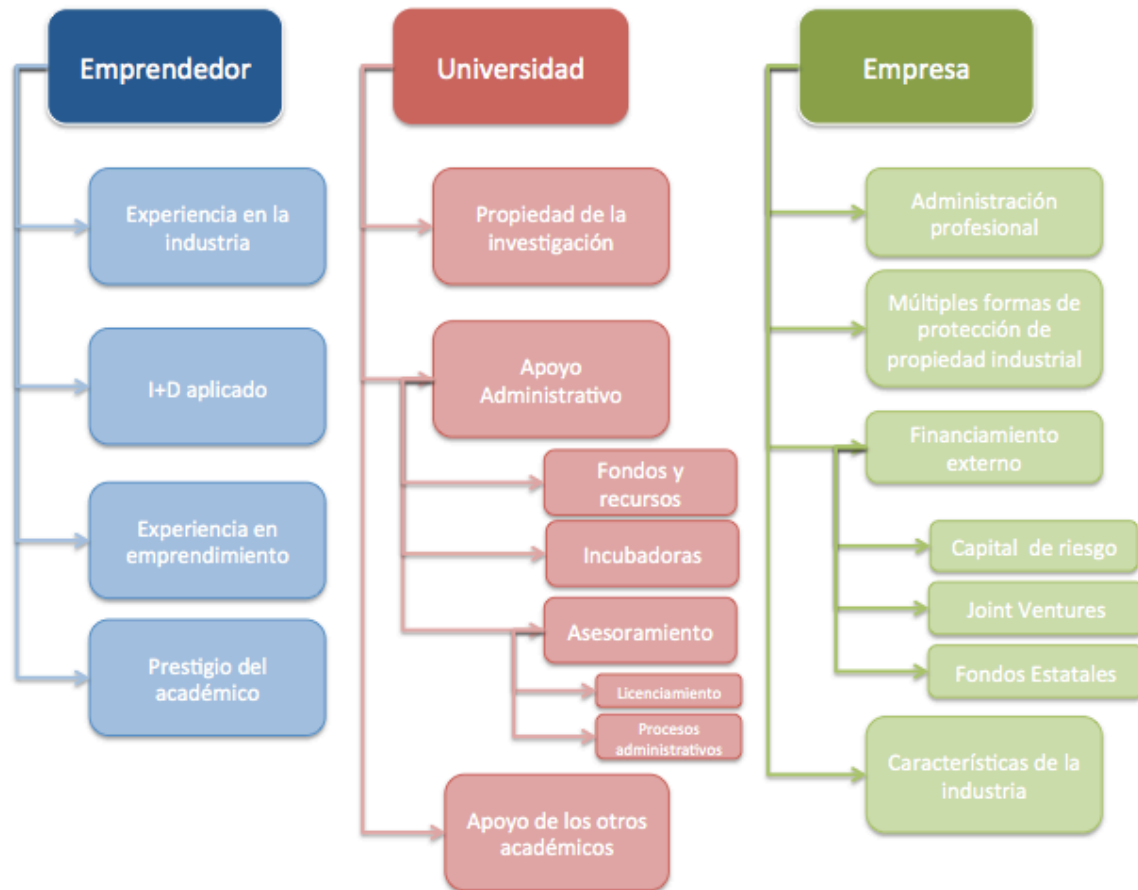 Emprendedor
Experiencia en la
industria
I+D aplicado
Experiencia en
emprendimiento
Prestigio del
académico
Universidad
Propiedad de la
investigación
Apoyo
Administrativo
Fondos y
recursos
Incubadoras
Asesoramiento
Licenciamiento
Procesos
administrativos
Apoyo de los otros
académicos
Empresa
Administración
profesional
Múltiples formas de
protección de
propiedad industrial
Financiamiento
externo
Capital de riesgo
Joint Ventures
Fondos Estatales
Características de la
industria